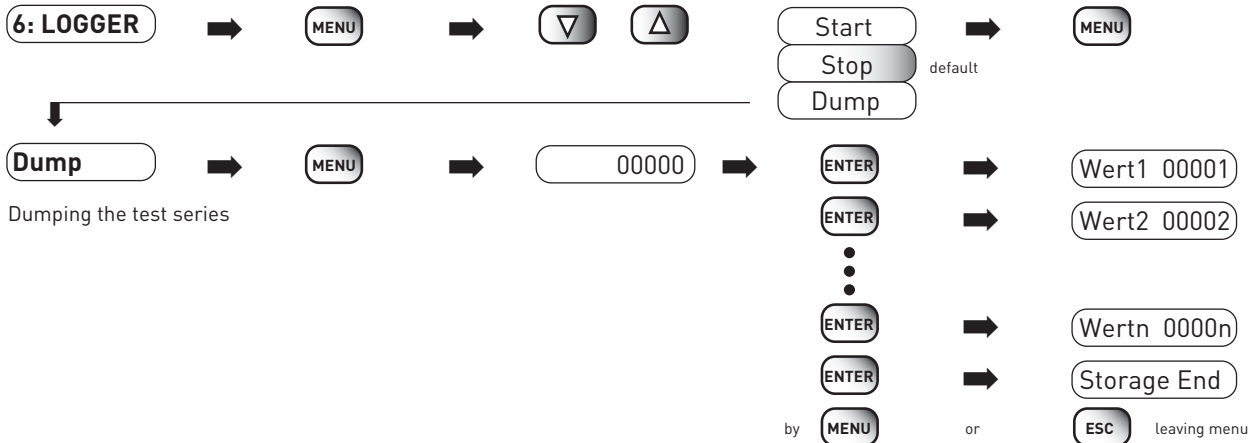 6: LOGGER MENU Start MENU
Stop default
Dump
Dump MENU 00000 ENTER Wert1 00001
Dumping the test series ENTER Wert2 00002
ENTER Wertn 0000n
ENTER Storage End
by MENU or ESC leaving menu